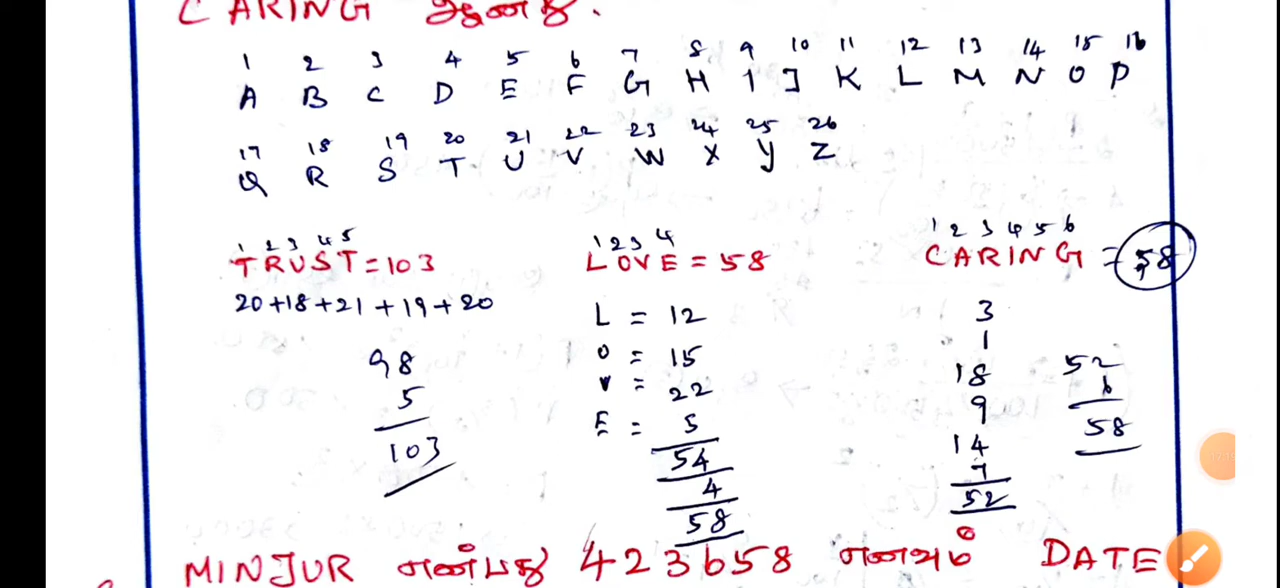 CARING ஆனது.
1 2 3 4 5 6 7 8 9 10 11 12 13 14 15 16
A B C D E F G H I J K L M N O P
17 18 19 20 21 22 23 24 25 26
Q R S T U V W X Y Z
1 2 3 4 5
TRUST = 103
20+18+21+19+20
98
5
103
1 2 3 4
LOVE = 58
L = 12
O = 15
V = 22
E = 5
54
4
58
1 2 3 4 5 6
CARING = 58
3
1
18
9
14
7
52
52
6
58
MINJUR என்பது 423658 எனவும் DATE